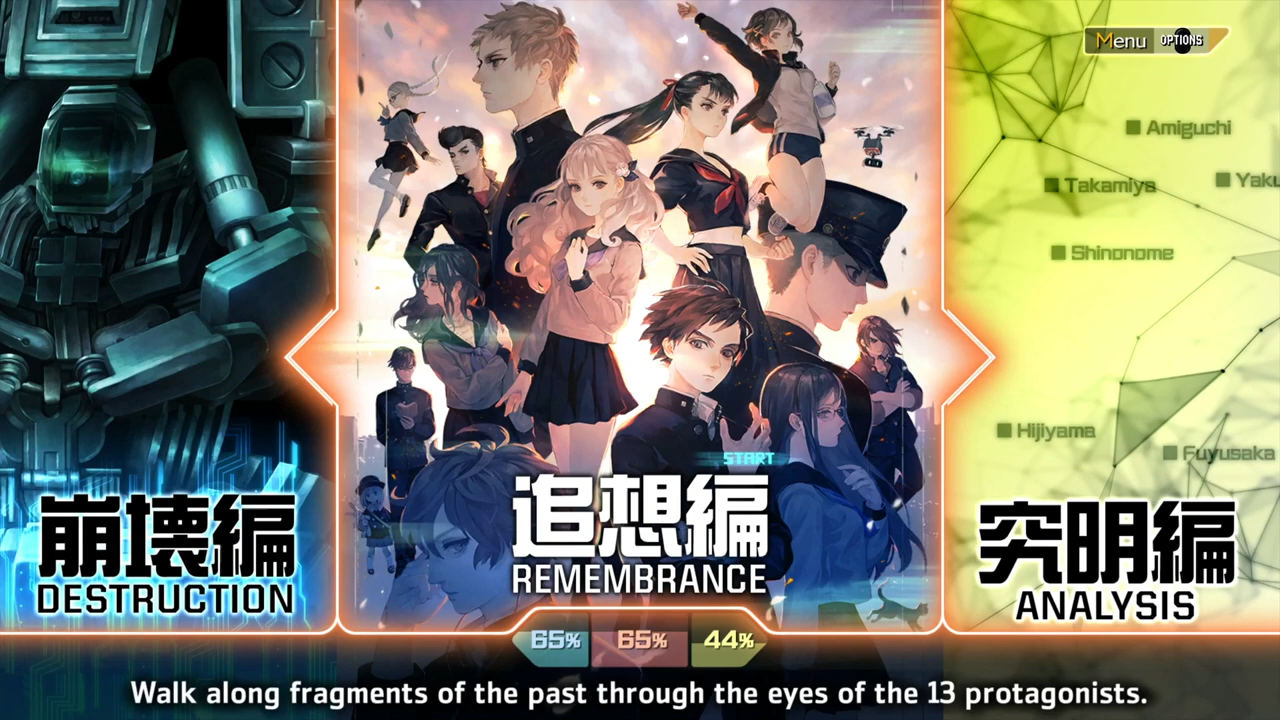 Menu OPTIONS
Amiguchi
Takamiya
Yaku
Shinonome
Hijiyama
Fuyusaka
START
崩壊編
DESTRUCTION
追想編
REMEMBRANCE
究明編
ANALYSIS
65% 65% 44%
Walk along fragments of the past through the eyes of the 13 protagonists.